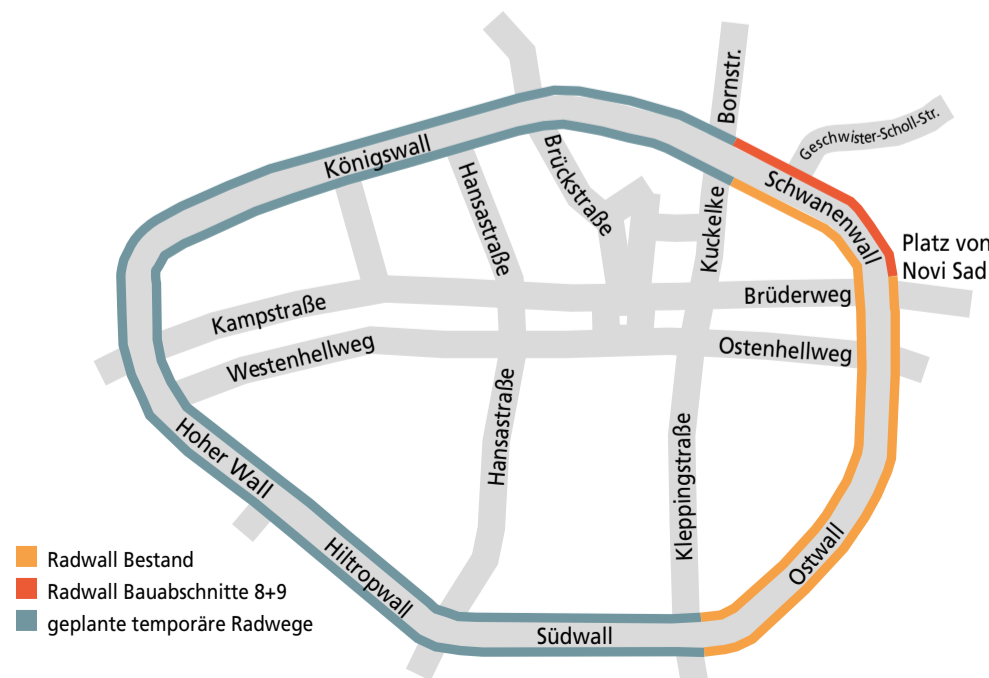 Bornstr.
Geschwister-Scholl-Str.
Königswall
Brückstraße
Hansastraße
Schwanenwall
Kuckelke
Platz von
Novi Sad
Kampstraße
Brüderweg
Westenhellweg
Ostenhellweg
Hansastraße
Kleppingstraße
Hoher Wall
Hiltropwall
Ostwall
Südwall
Radwall Bestand
Radwall Bauabschnitte 8+9
geplante temporäre Radwege